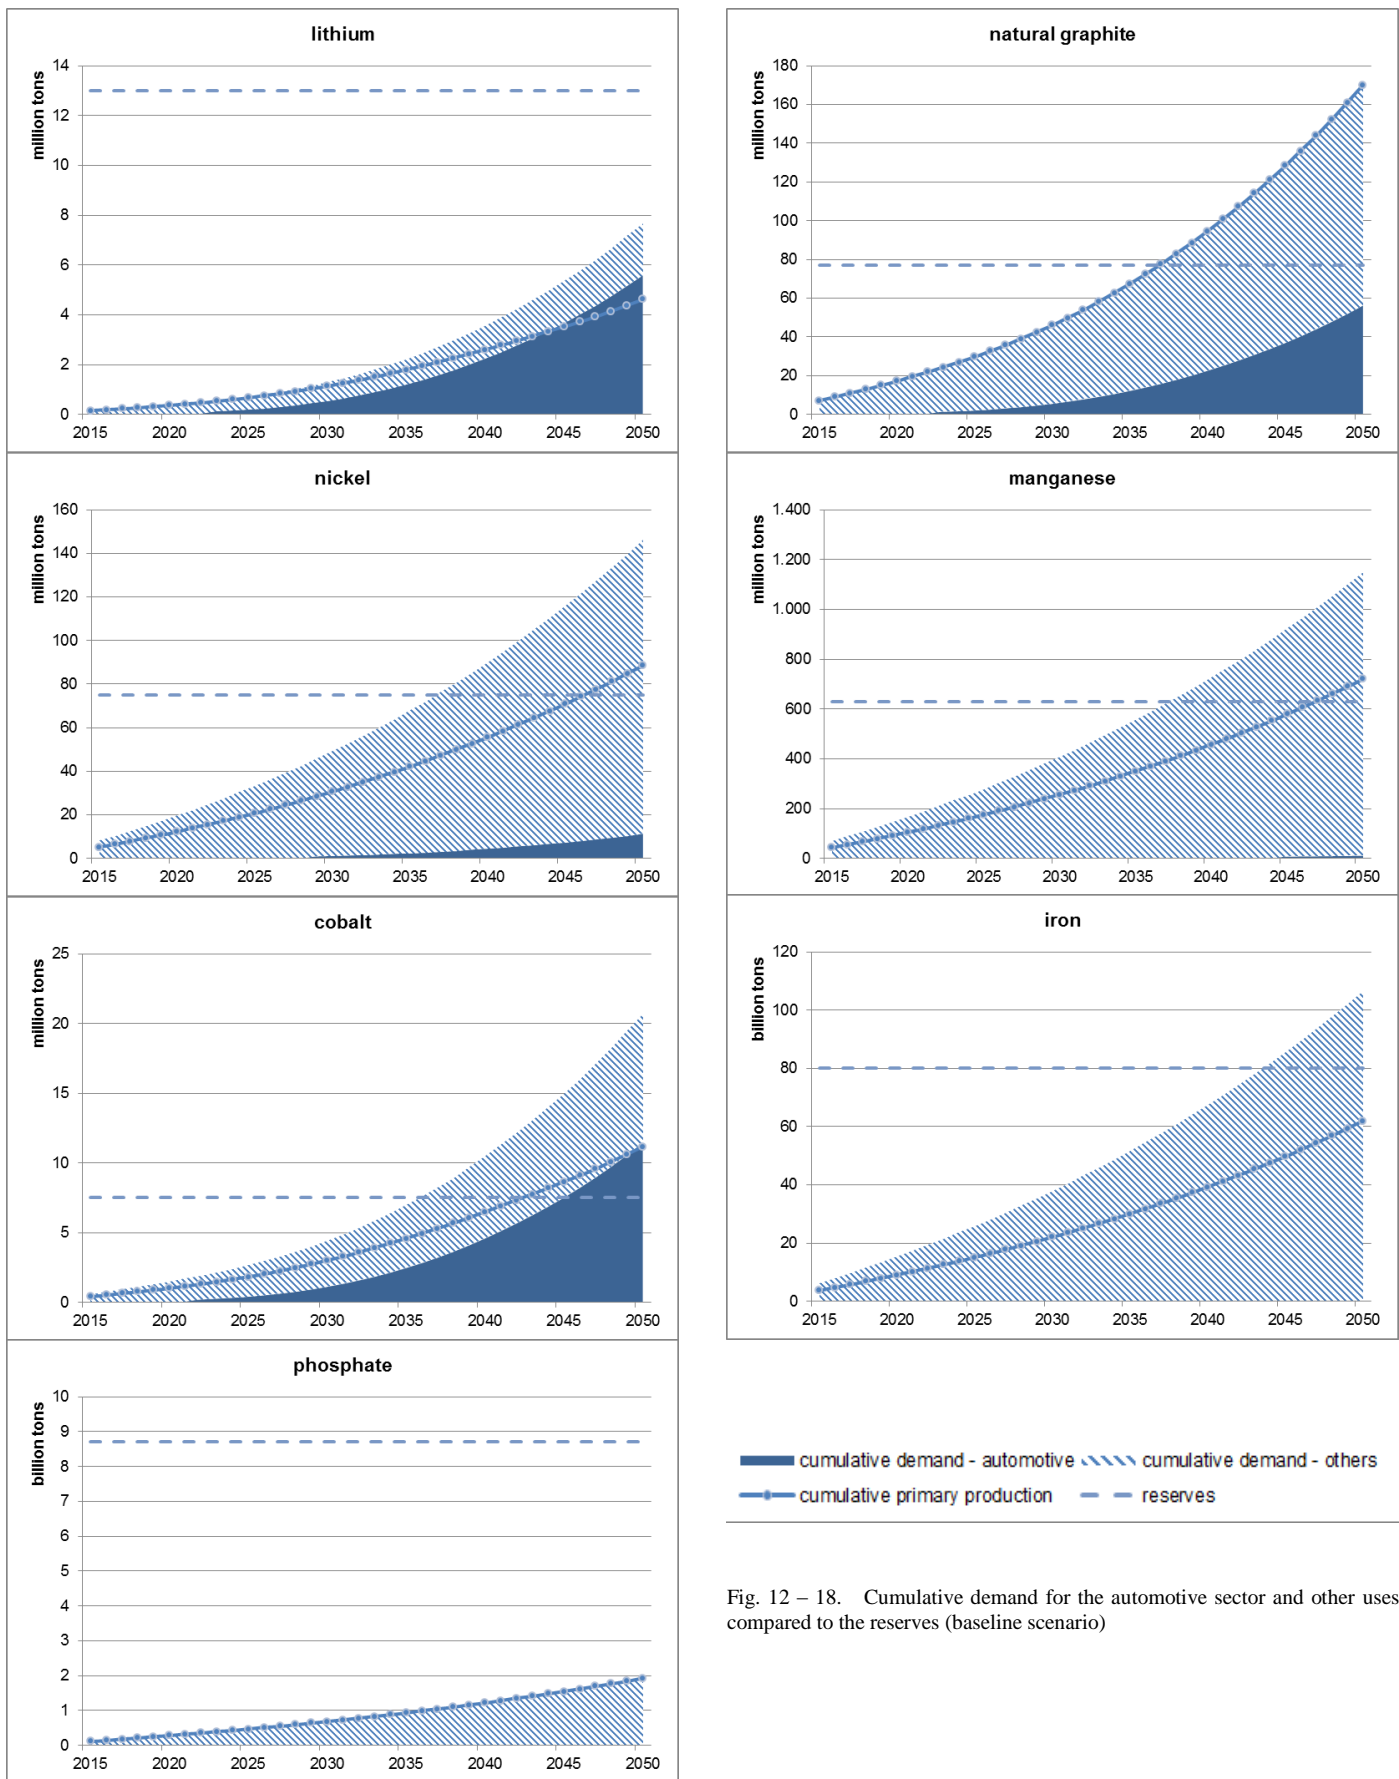 lithium
million tons
14
12
10
8
6
4
2
0
2015 2020 2025 2030 2035 2040 2045 2050
natural graphite
million tons
180
160
140
120
100
80
60
40
20
0
2015 2020 2025 2030 2035 2040 2045 2050
nickel
million tons
160
140
120
100
80
60
40
20
0
2015 2020 2025 2030 2035 2040 2045 2050
manganese
million tons
1.400
1.200
1.000
800
600
400
200
0
2015 2020 2025 2030 2035 2040 2045 2050
cobalt
million tons
25
20
15
10
5
0
2015 2020 2025 2030 2035 2040 2045 2050
iron
billion tons
120
100
80
60
40
20
0
2015 2020 2025 2030 2035 2040 2045 2050
phosphate
billion tons
10
9
8
7
6
5
4
3
2
1
0
2015 2020 2025 2030 2035 2040 2045 2050
cumulative demand - automotive cumulative demand - others
cumulative primary production reserves
Fig. 12 – 18. Cumulative demand for the automotive sector and other uses
compared to the reserves (baseline scenario)